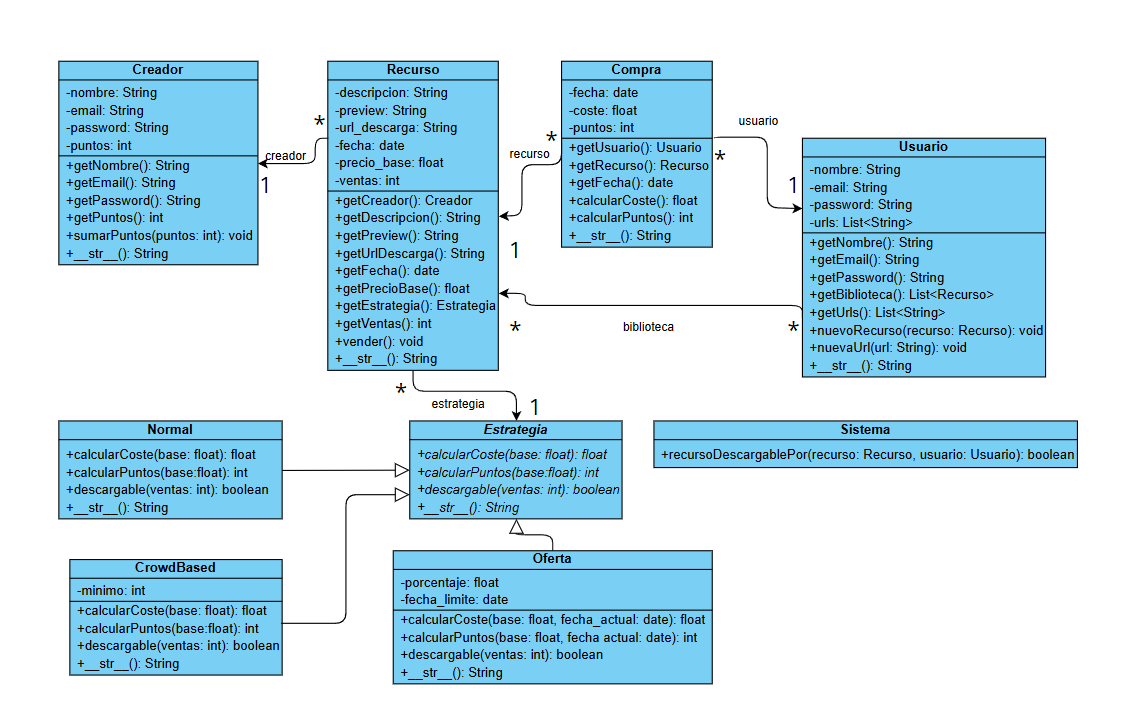 Creador
-nombre: String
-email: String
-password: String
-puntos: int
+getNombre(): String
+getEmail(): String
+getPassword(): String
+getPuntos(): int
+sumarPuntos(puntos: int): void
+__str__(): String
*
creador
1
Recurso
-descripcion: String
-preview: String
-url_descarga: String
-fecha: date
-precio_base: float
-ventas: int
+getCreador(): Creador
+getDescripcion(): String
+getPreview(): String
+getUrlDescarga(): String
+getFecha(): date
+getPrecioBase(): float
+getEstrategia(): Estrategia
+getVentas(): int
+vender(): void
+__str__(): String
*
recurso
1
Compra
-fecha: date
-coste: float
-puntos: int
+getUsuario(): Usuario
+getRecurso(): Recurso
+getFecha(): date
+calcularCoste(): float
+calcularPuntos(): int
+__str__(): String
usuario
*
1
Usuario
-nombre: String
-email: String
-password: String
-urls: List<String>
+getNombre(): String
+getEmail(): String
+getPassword(): String
+getBiblioteca(): List<Recurso>
+getUrls(): List<String>
+nuevoRecurso(recurso: Recurso): void
+nuevaUrl(url: String): void
+__str__(): String
*
biblioteca
*
*
estrategia
1
Normal
+calcularCoste(base: float): float
+calcularPuntos(base:float): int
+descargable(ventas: int): boolean
+__str__(): String
Estrategia
+calcularCoste(base: float): float
+calcularPuntos(base:float): int
+descargable(ventas: int): boolean
+__str__(): String
Sistema
+recursoDescargablePor(recurso: Recurso, usuario: Usuario): boolean
CrowdBased
-minimo: int
+calcularCoste(base: float): float
+calcularPuntos(base:float): int
+descargable(ventas: int): boolean
+__str__(): String
Oferta
-porcentaje: float
-fecha_limite: date
+calcularCoste(base: float, fecha_actual: date): float
+calcularPuntos(base: float, fecha actual: date): int
+descargable(ventas: int): boolean
+__str__(): String